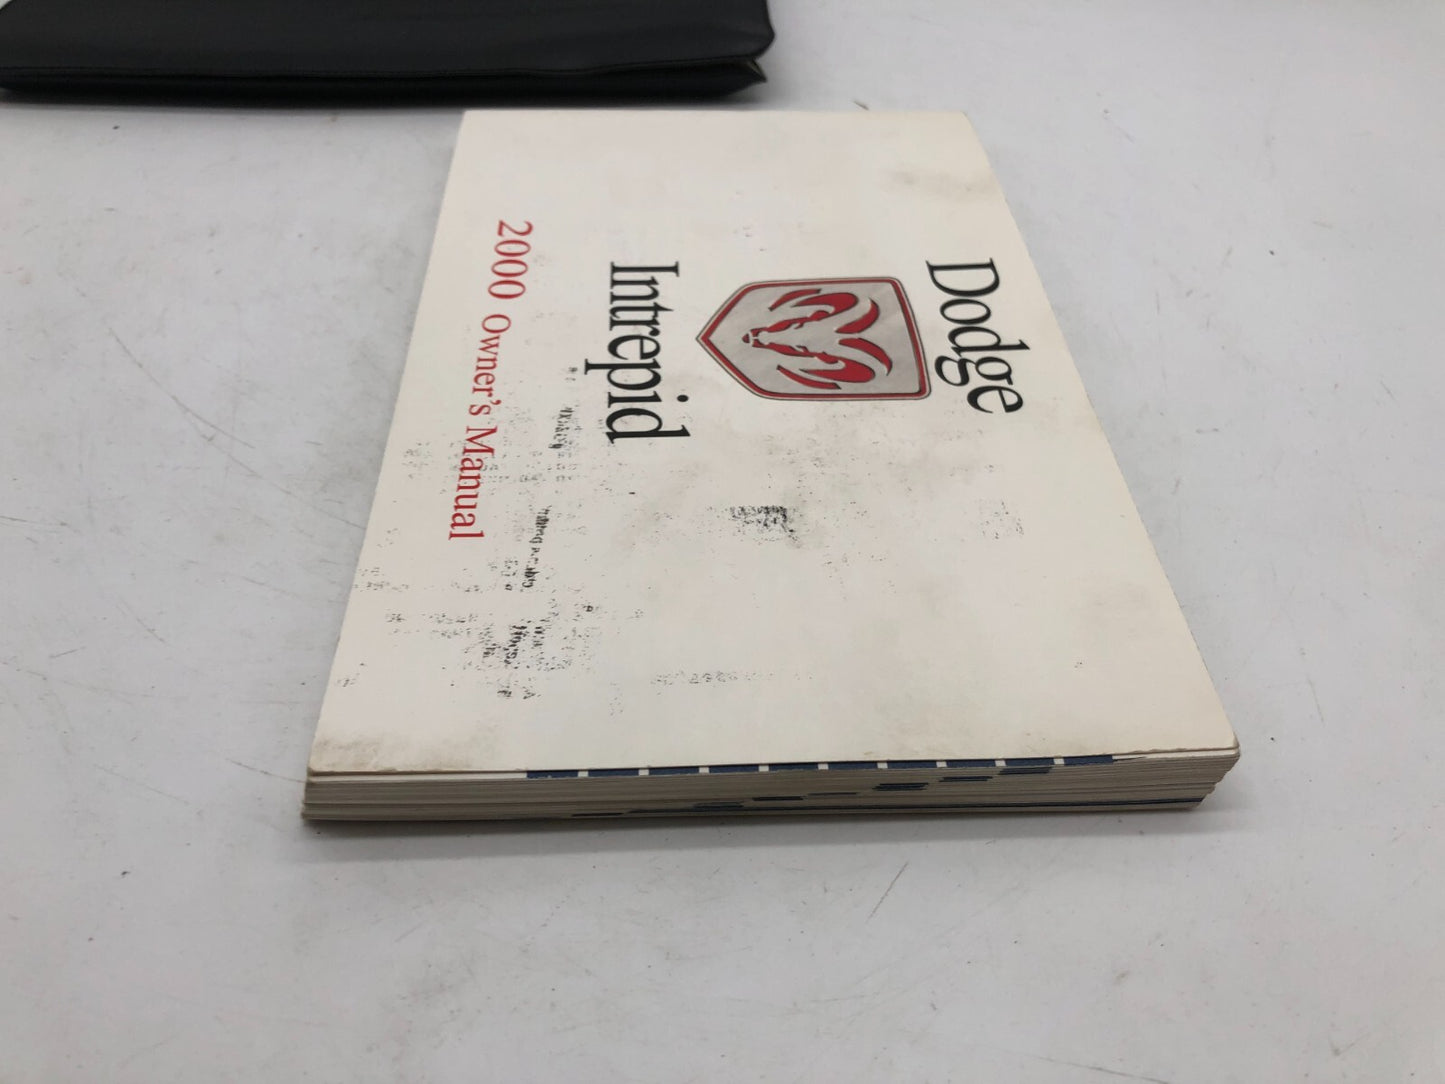 Dodge
Intrepid
2000 Owner's Manual